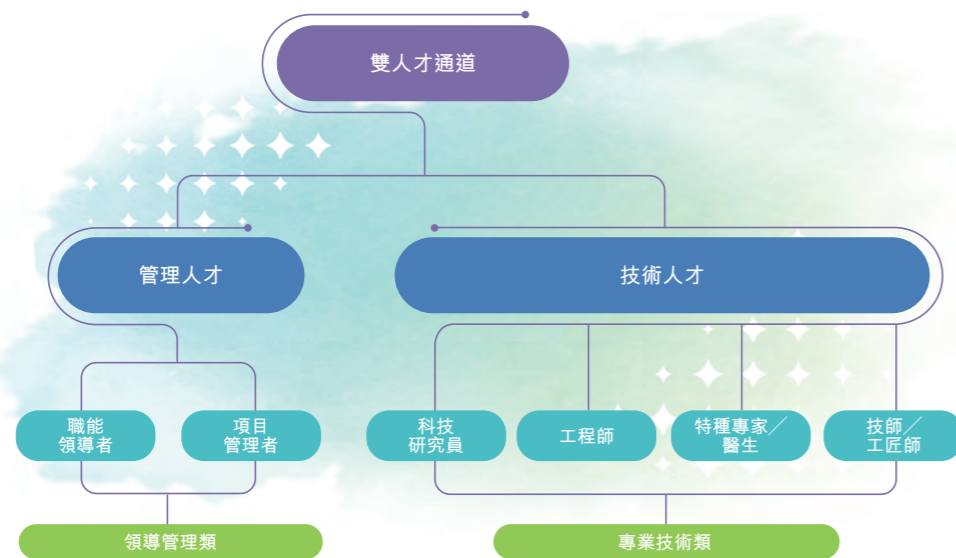 雙人才通道
管理人才
技術人才
職能
領導者
項目
管理者
科技
研究員
工程師
特種專家／
醫生
技師／
工匠師
領導管理類
專業技術類